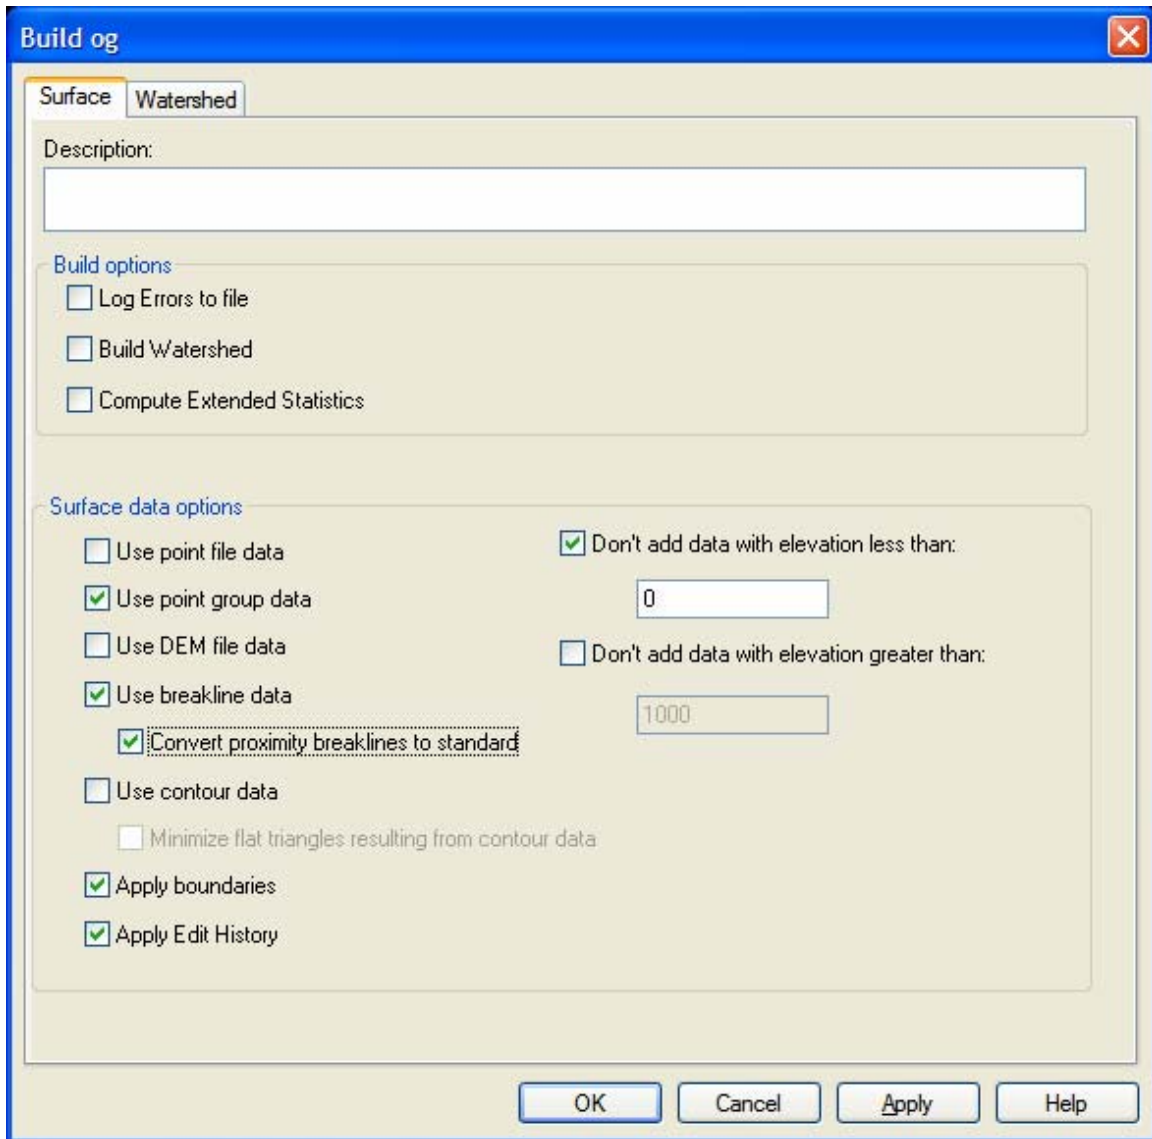 Build og
Surface
Watershed
Description:
Build options
Log Errors to file
Build Watershed
Compute Extended Statistics
Surface data options
Use point file data
Use point group data
Use DEM file data
Use breakline data
Convert proximity breaklines to standard
Use contour data
Minimize flat triangles resulting from contour data
Apply boundaries
Apply Edit History
Don't add data with elevation less than:
0
Don't add data with elevation greater than:
1000
OK
Cancel
Apply
Help